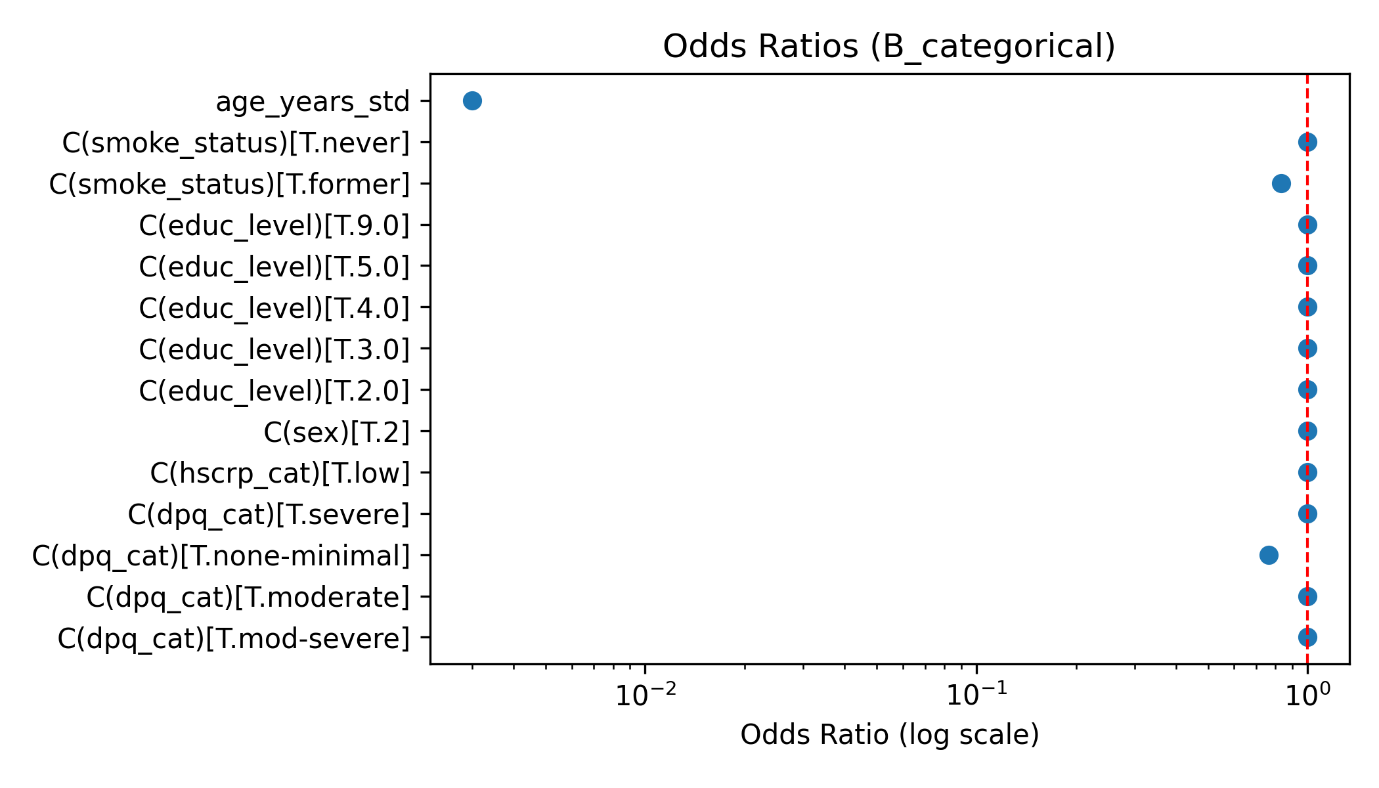 Odds Ratios (B_categorical)
age_years_std
C(smoke_status)[T.never]
C(smoke_status)[T.former]
C(educ_level)[T.9.0]
C(educ_level)[T.5.0]
C(educ_level)[T.4.0]
C(educ_level)[T.3.0]
C(educ_level)[T.2.0]
C(sex)[T.2]
C(hscrp_cat)[T.low]
C(dpq_cat)[T.severe]
C(dpq_cat)[T.none-minimal]
C(dpq_cat)[T.moderate]
C(dpq_cat)[T.mod-severe]
10⁻² 10⁻¹ 10⁰
Odds Ratio (log scale)